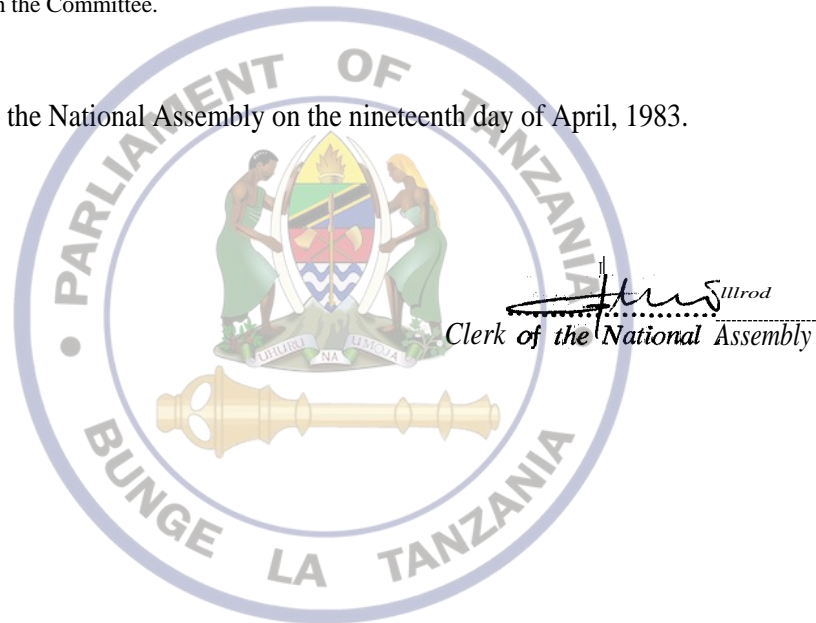 n the Committee.
PARLIAMENT OF TANZANIA
the National Assembly on the nineteenth day of April, 1983.
lllrod
Clerk of the National Assembly
UHURU NA UMOJA
BUNGE LA TANZANIA